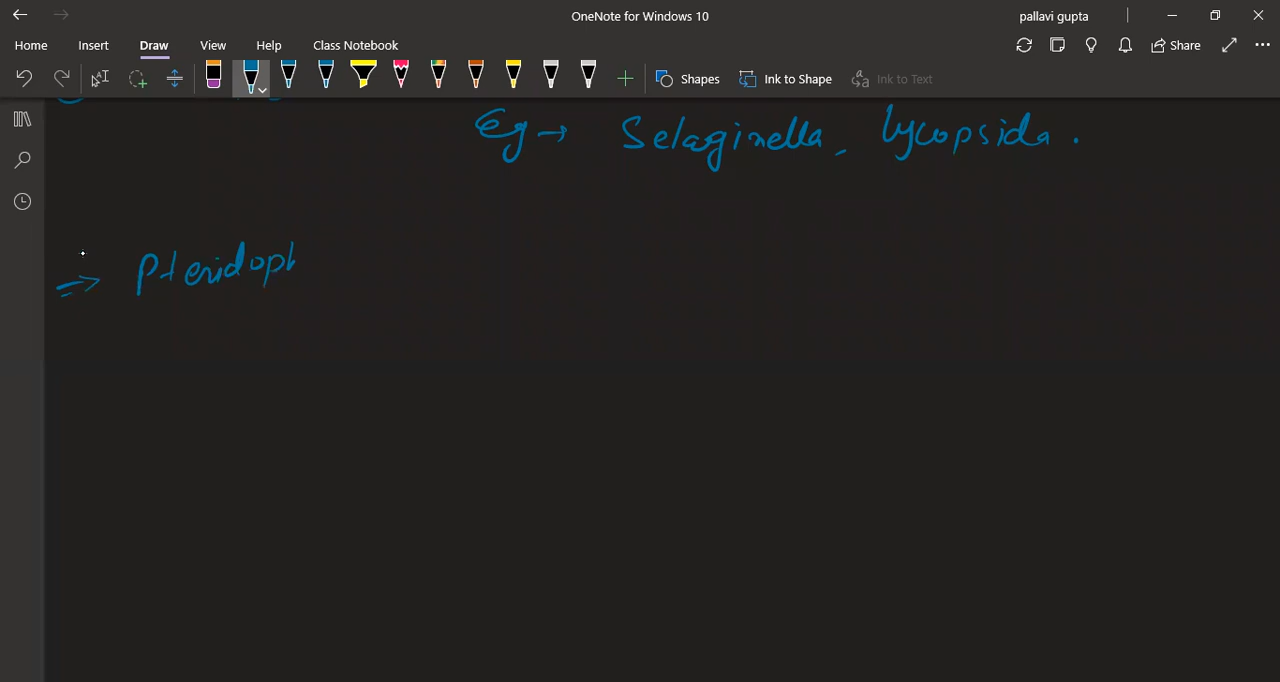 OneNote for Windows 10
pallavi gupta
Home Insert Draw View Help Class Notebook
Share
Shapes Ink to Shape Ink to Text
Eg → Selaginella, lycopsida.
⇒ Pteridoph